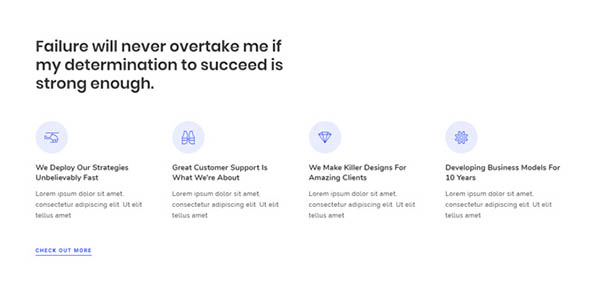 Failure will never overtake me if
my determination to succeed is
strong enough.
We Deploy Our Strategies
Unbelievably Fast
Lorem ipsum dolor sit amet,
consectetur adipiscing elit. Ut elit
tellus amet
Great Customer Support Is
What We're About
Lorem ipsum dolor sit amet,
consectetur adipiscing elit. Ut elit
tellus amet
We Make Killer Designs For
Amazing Clients
Lorem ipsum dolor sit amet,
consectetur adipiscing elit. Ut elit
tellus amet
Developing Business Models For
10 Years
Lorem ipsum dolor sit amet,
consectetur adipiscing elit. Ut elit
tellus amet
CHECK OUT MORE